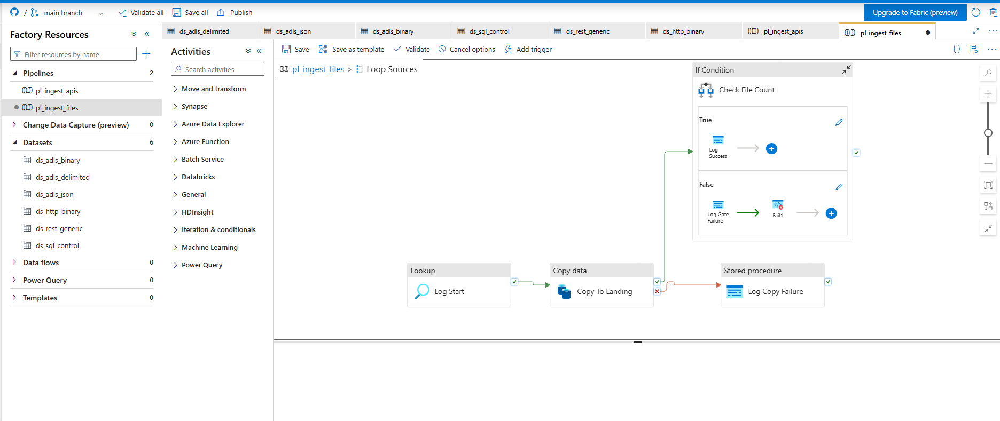 / main branch
Validate all
Save all
Publish
Upgrade to Fabric (preview)
Factory Resources
Filter resources by name
Pipelines 2
pl_ingest_apis
pl_ingest_files
Change Data Capture (preview) 0
Datasets 6
ds_adls_binary
ds_adls_delimited
ds_adls_json
ds_http_binary
ds_rest_generic
ds_sql_control
Data flows 0
Power Query 0
Templates 0
ds_adls_delimited
ds_adls_json
ds_adls_binary
ds_sql_control
ds_rest_generic
ds_http_binary
pl_ingest_apis
pl_ingest_files
Activities
Search activities
Move and transform
Synapse
Azure Data Explorer
Azure Function
Batch Service
Databricks
General
HDInsight
Iteration & conditionals
Machine Learning
Power Query
Save
Save as template
Validate
Cancel options
Add trigger
{}
pl_ingest_files > Loop Sources
If Condition
Check File Count
True
Log
Success
False
Log Gate
Failure
Fail1
Lookup
Log Start
Copy data
Copy To Landing
Stored procedure
Log Copy Failure